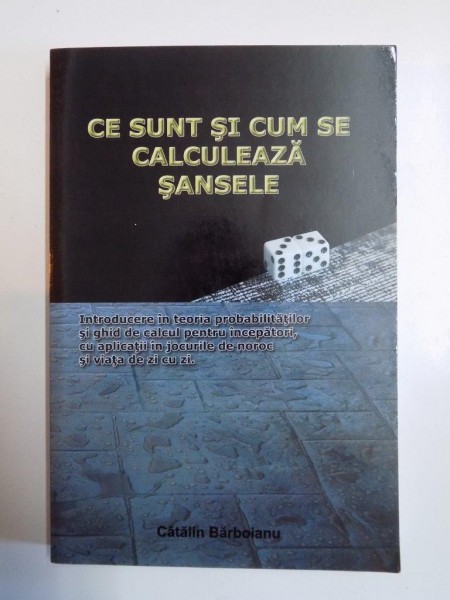 CE SUNT ŞI CUM SE
CALCULEAZĂ
ŞANSELE
Introducere în teoria probabilităţilor
şi ghid de calcul pentru începători,
cu aplicaţii în jocurile de noroc
şi viaţa de zi cu zi.
Cătălin Bărboianu